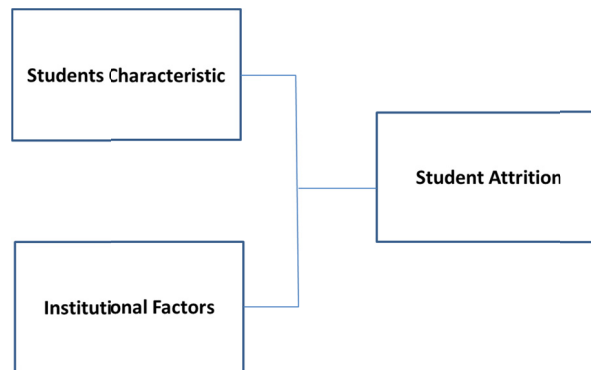 Students Characteristic
Student Attrition
Institutional Factors